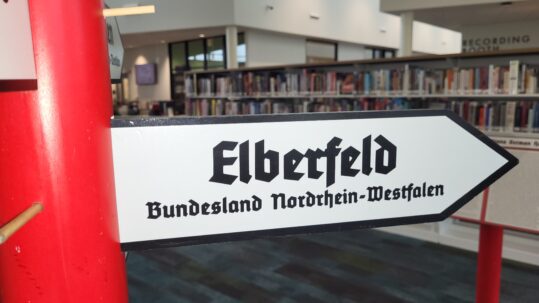 RECORDING
BOOTH
Elberfeld
Bundesland Nordrhein-Westfalen